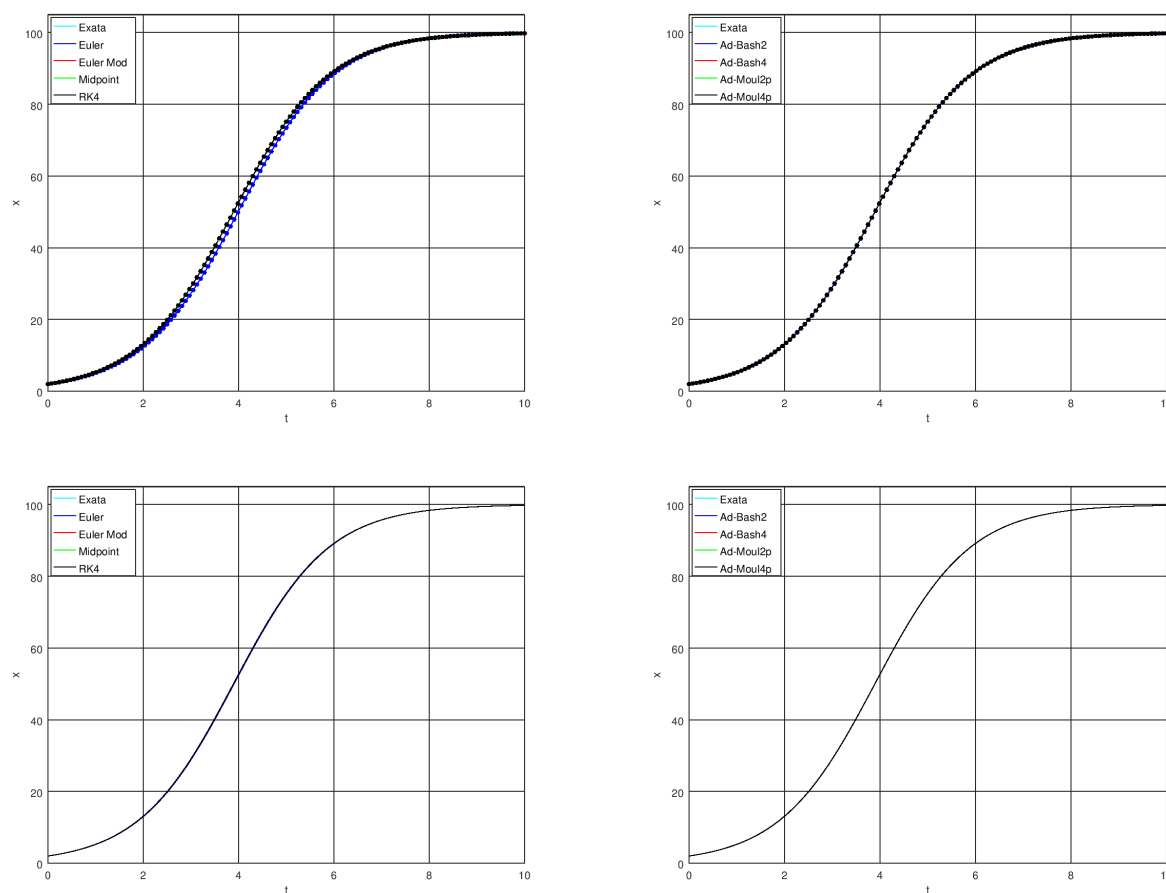 Exata
Euler
Euler Mod
Midpoint
RK4
100
80
60
40
20
0
x
0 2 4 6 8 10
t
Exata
Ad-Bash2
Ad-Bash4
Ad-Moul2p
Ad-Moul4p
100
80
60
40
20
0
x
0 2 4 6 8
t
Exata
Euler
Euler Mod
Midpoint
RK4
100
80
60
40
20
0
x
0 2 4 6 8 10
t
Exata
Ad-Bash2
Ad-Bash4
Ad-Moul2p
Ad-Moul4p
100
80
60
40
20
0
x
0 2 4 6 8
t